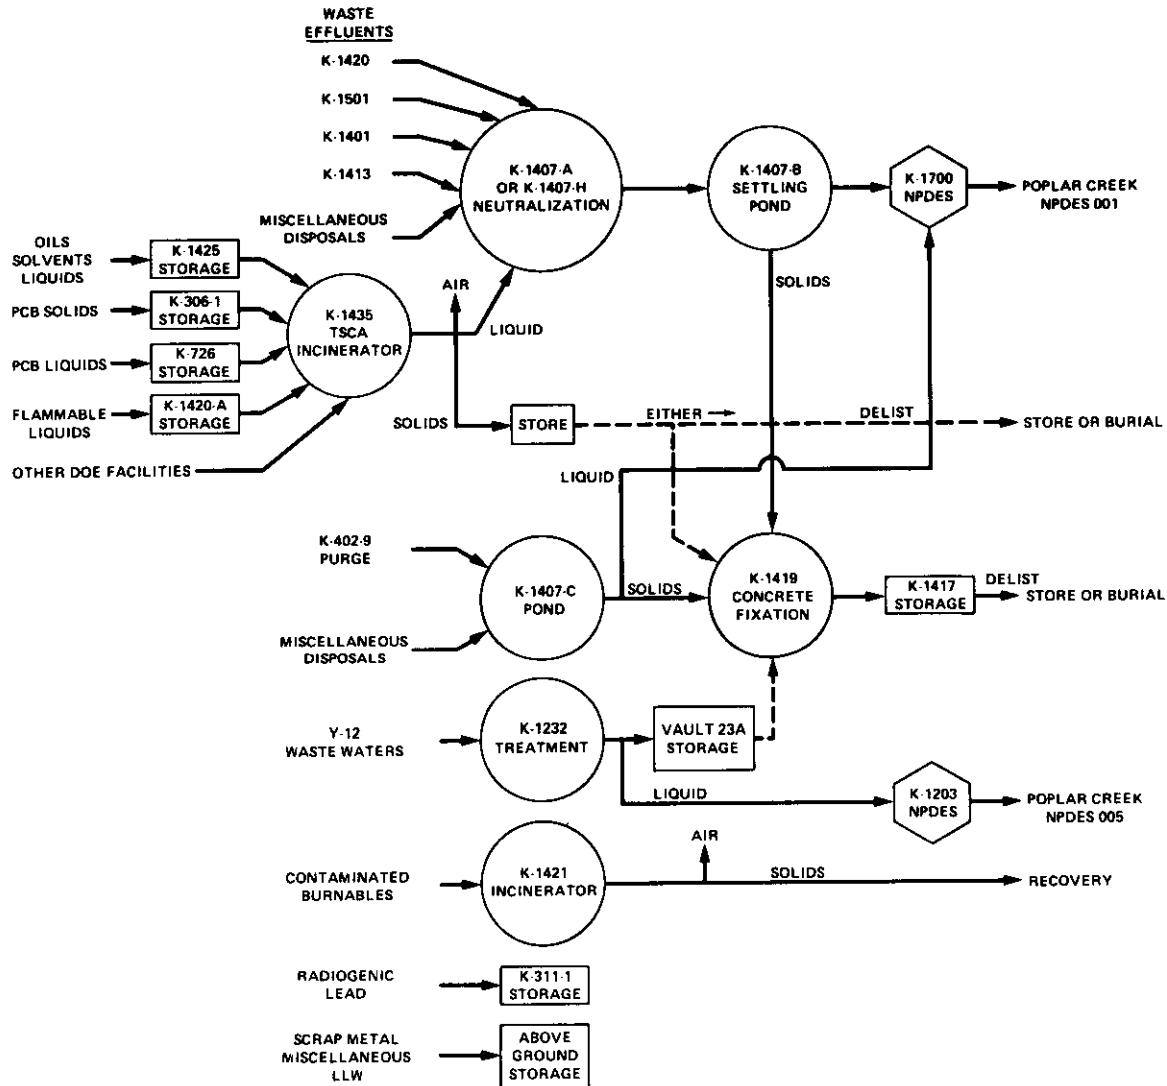 WASTE
EFFLUENTS
K-1420
K-1501
K-1401
K-1413
MISCELLANEOUS
DISPOSALS
K-1407-A
OR K-1407-H
NEUTRALIZATION
K-1407-B
SETTLING
POND
K-1700
NPDES
POPLAR CREEK
NPDES 001
OILS
SOLVENTS
LIQUIDS
K-1425
STORAGE
PCB SOLIDS
K-306-1
STORAGE
PCB LIQUIDS
K-726
STORAGE
FLAMMABLE
LIQUIDS
K-1420-A
STORAGE
OTHER DOE FACILITIES
K-1435
TSCA
INCINERATOR
AIR
LIQUID
SOLIDS
SOLIDS
STORE
EITHER
DELIST
STORE OR BURIAL
LIQUID
K-402-9
PURGE
MISCELLANEOUS
DISPOSALS
K-1407-C
POND
SOLIDS
K-1419
CONCRETE
FIXATION
K-1417
STORAGE
DELIST
STORE OR BURIAL
Y-12
WASTE WATERS
K-1232
TREATMENT
VAULT 23A
STORAGE
LIQUID
K-1203
NPDES
POPLAR CREEK
NPDES 005
CONTAMINATED
BURNABLES
K-1421
INCINERATOR
AIR
SOLIDS
RECOVERY
RADIOGENIC
LEAD
K-311-1
STORAGE
SCRAP METAL
MISCELLANEOUS
LLW
ABOVE
GROUND
STORAGE